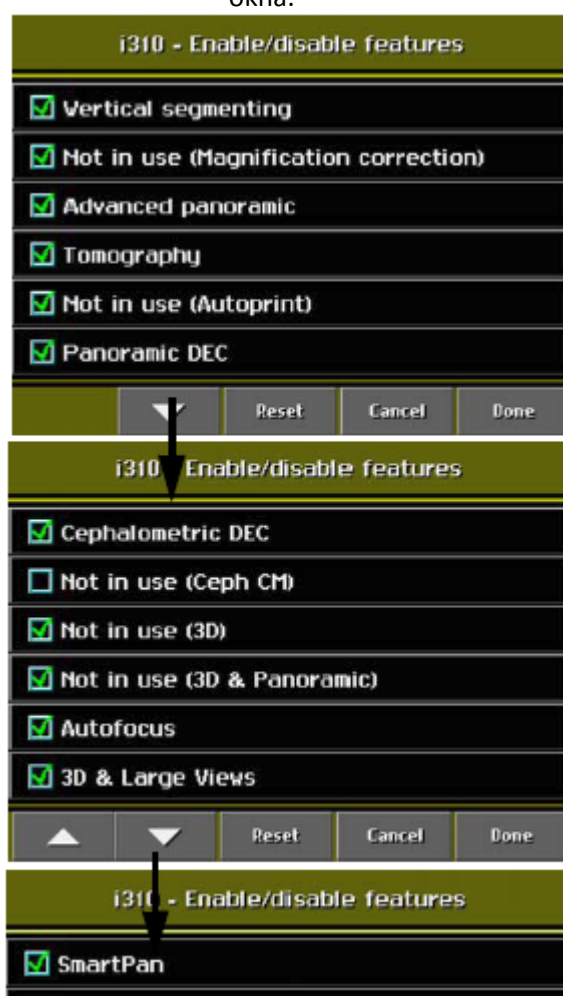 окна.
i310 - Enable/disable features
Vertical segmenting
Not in use (Magnification correction)
Advanced panoramic
Tomography
Not in use (Autoprint)
Panoramic DEC
Reset Cancel Done
i310 - Enable/disable features
Cephalometric DEC
Not in use (Ceph CM)
Not in use (3D)
Not in use (3D & Panoramic)
Autofocus
3D & Large Views
Reset Cancel Done
i310 - Enable/disable features
SmartPan